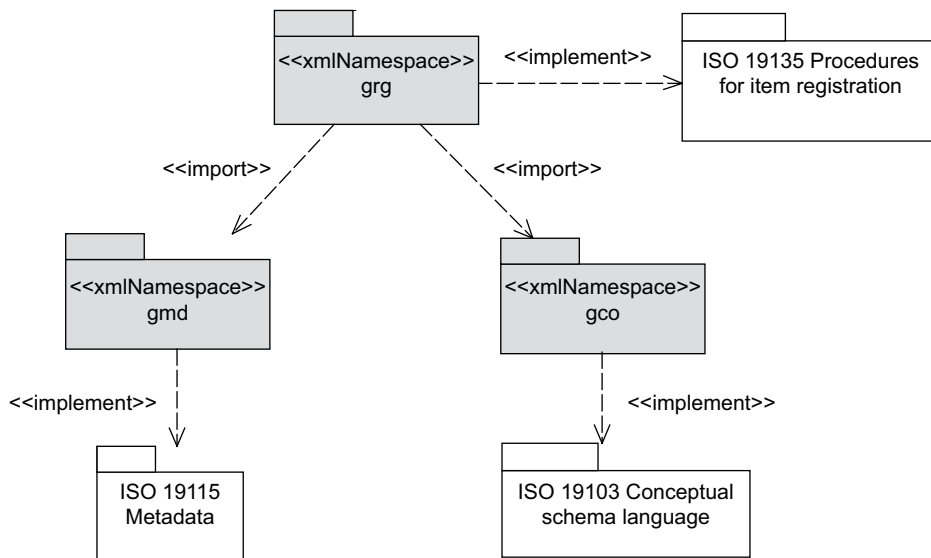 <<xmlNamespace>>
grg
<<implement>>
ISO 19135 Procedures
for item registration
<<import>>
<<import>>
<<xmlNamespace>>
gmd
<<xmlNamespace>>
gco
<<implement>>
<<implement>>
ISO 19115
Metadata
ISO 19103 Conceptual
schema language